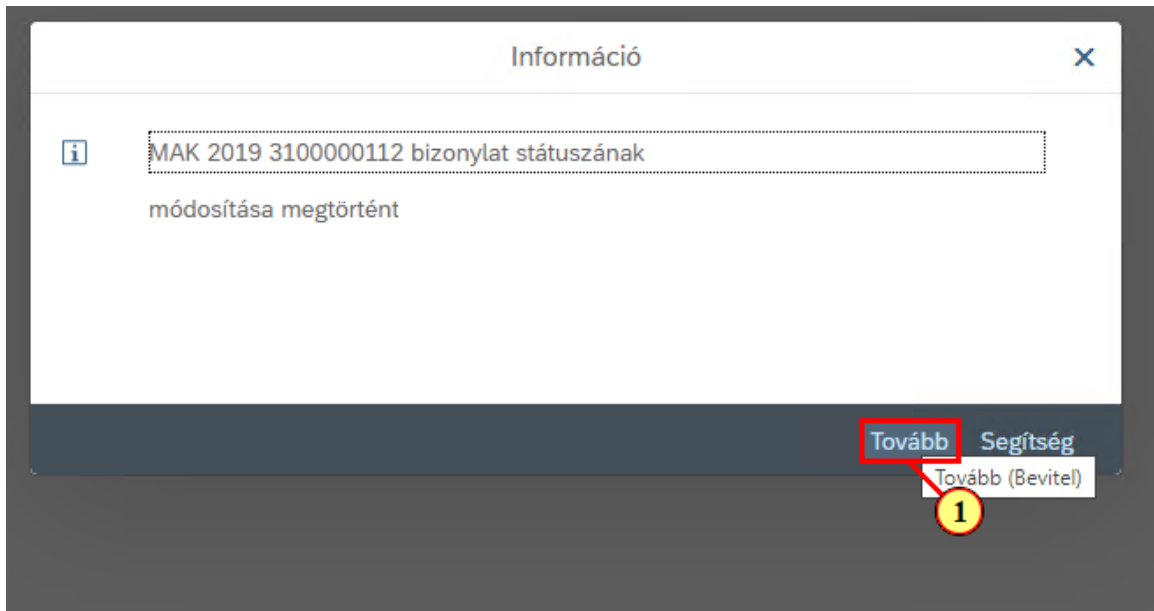 Információ
MAK 2019 3100000112 bizonylat státuszának
módosítása megtörtént
Tovább Segítség
Tovább (Bevitel)
1